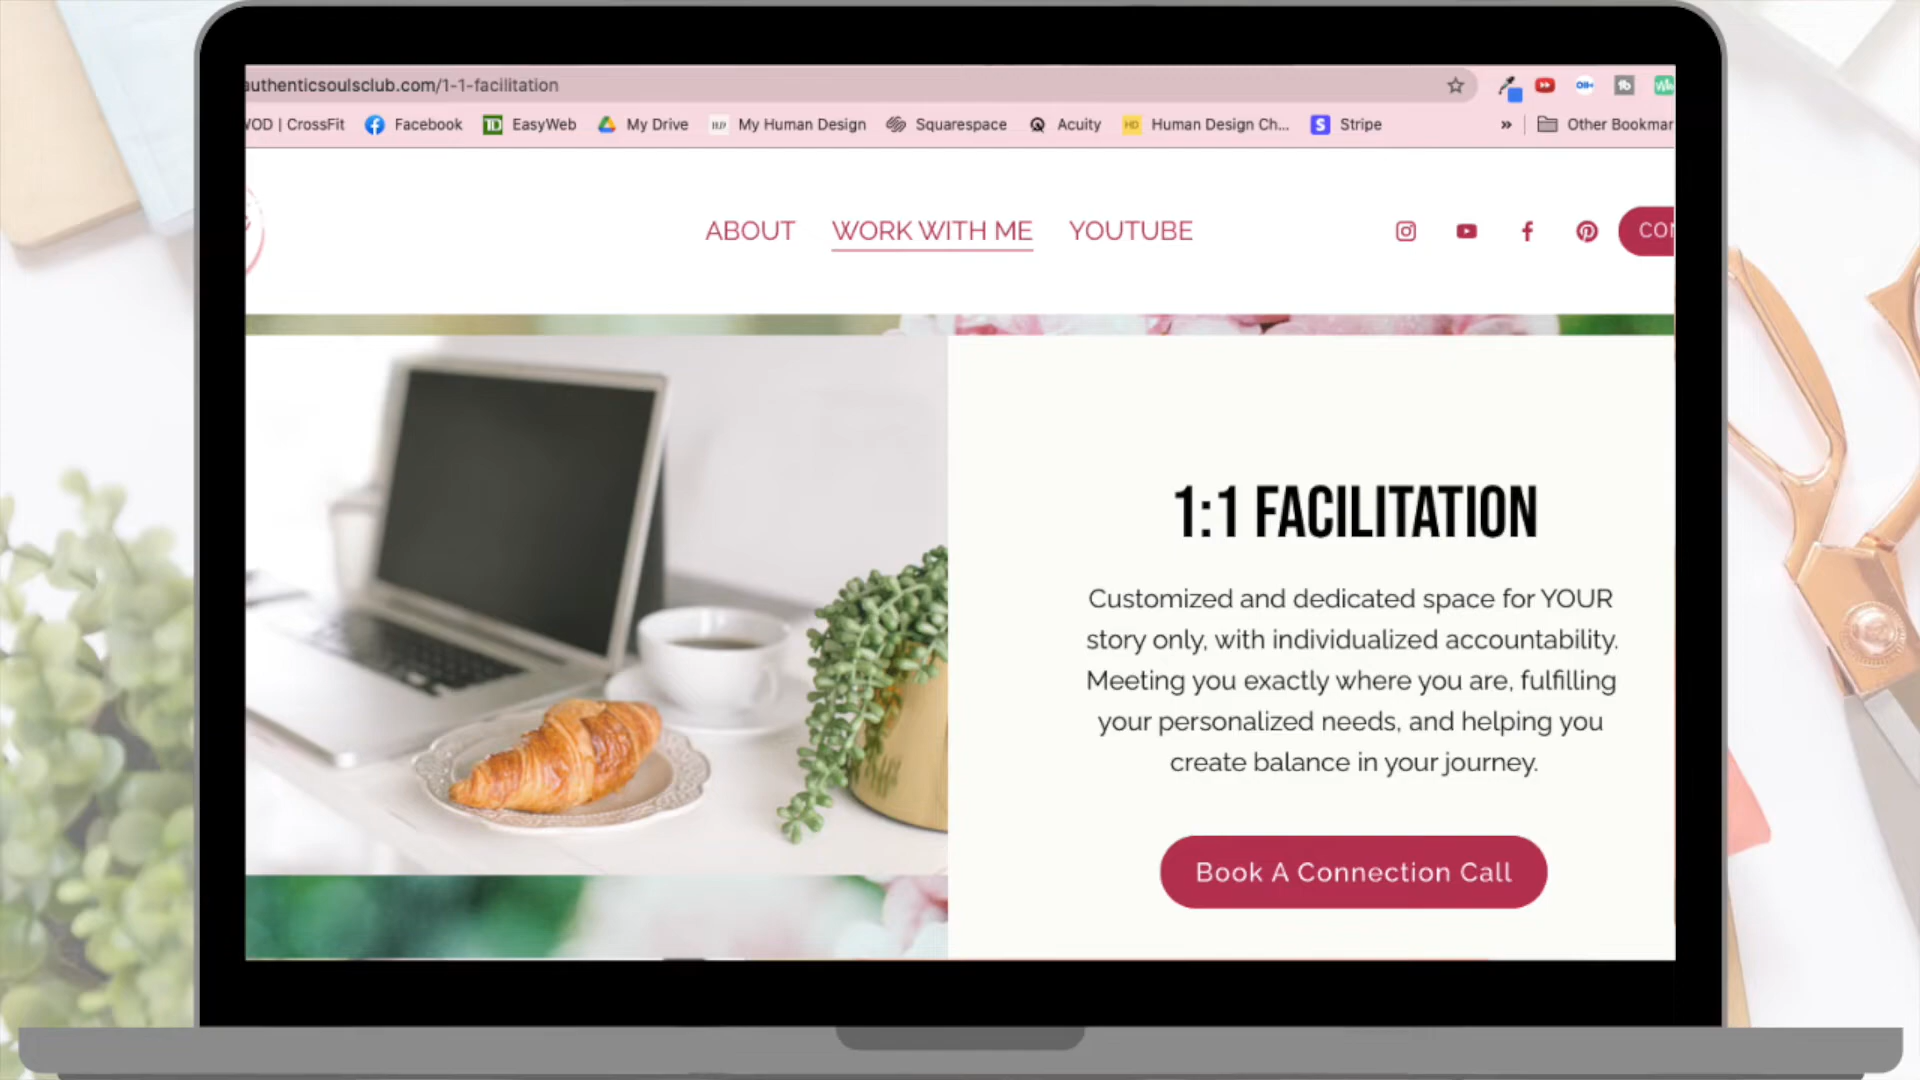 authenticsoulsclub.com/1-1-facilitation
WOD | CrossFit Facebook EasyWeb My Drive My Human Design Squarespace Acuity Human Design Ch... Stripe » Other Bookmar
ABOUT WORK WITH ME YOUTUBE CON
1:1 FACILITATION
Customized and dedicated space for YOUR
story only, with individualized accountability.
Meeting you exactly where you are, fulfilling
your personalized needs, and helping you
create balance in your journey.
Book A Connection Call